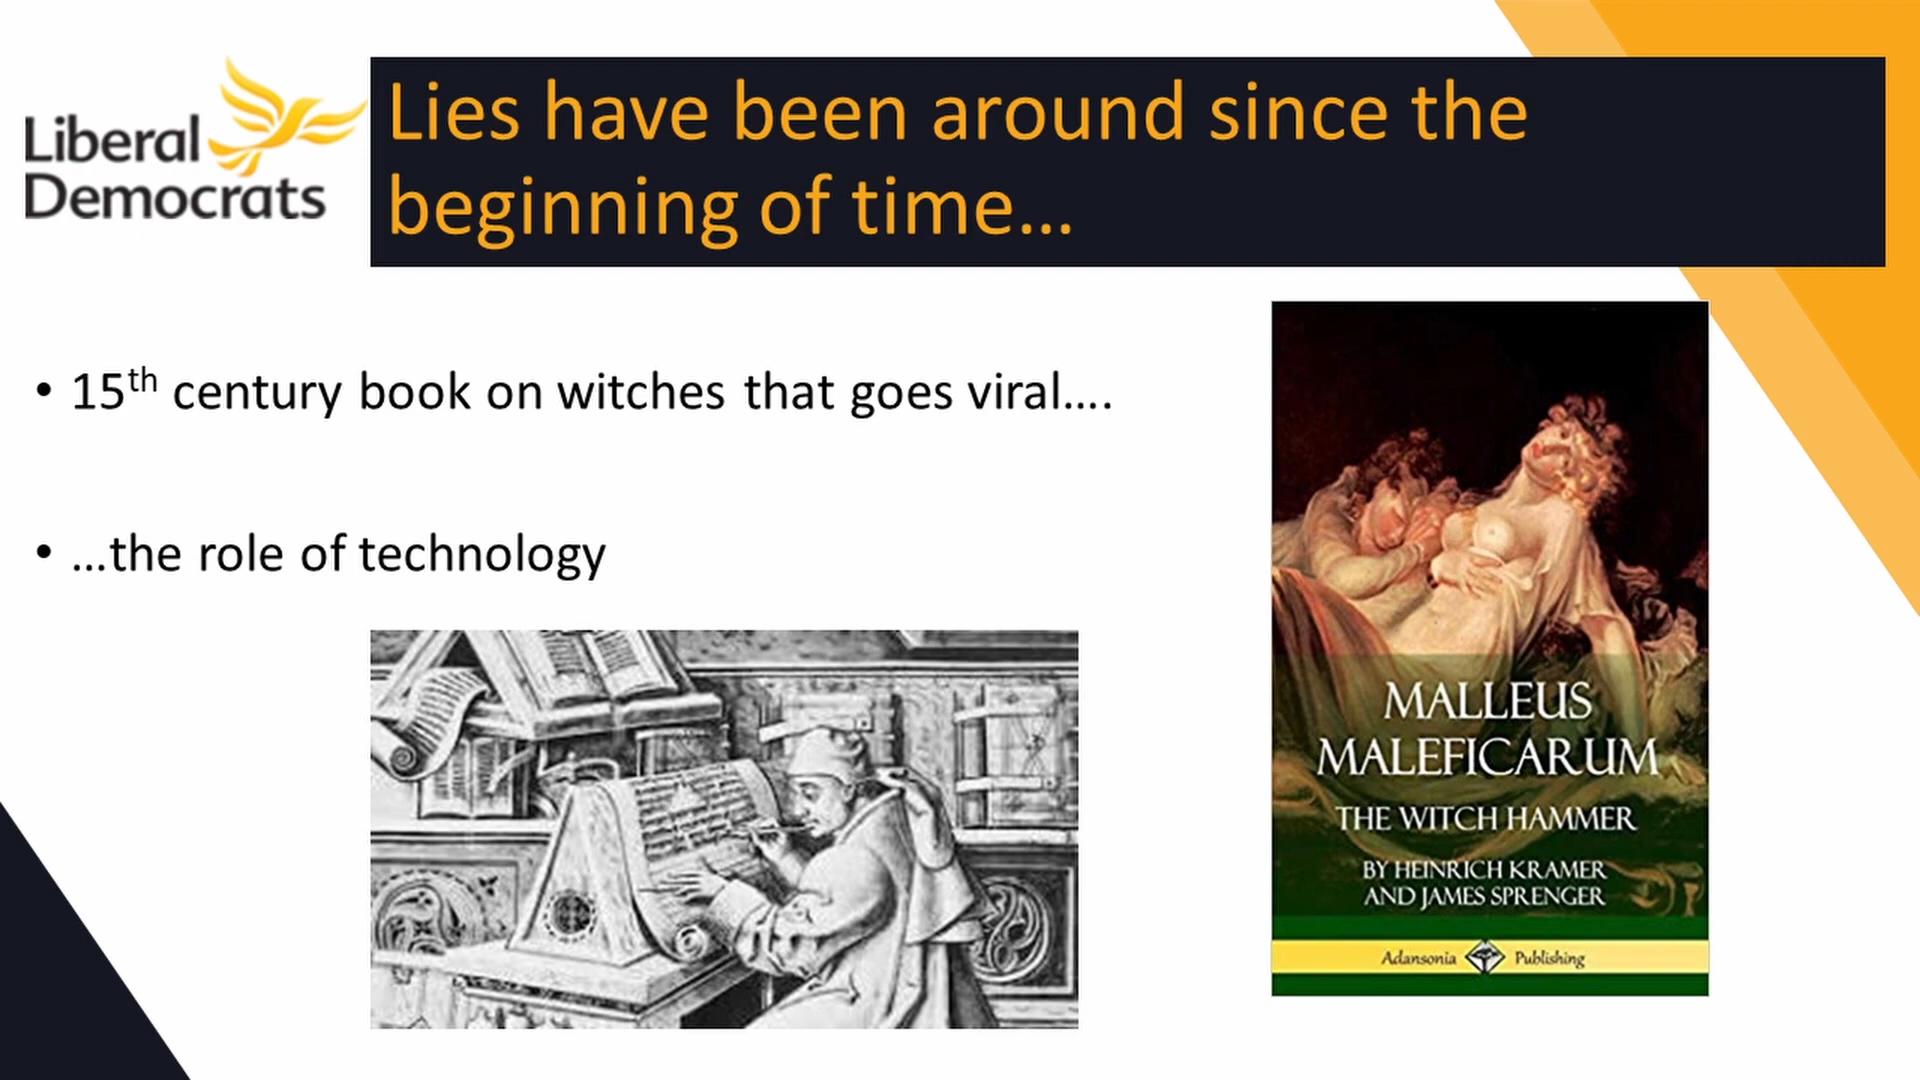 Liberal
Democrats
Lies have been around since the
beginning of time...
• 15th century book on witches that goes viral....
• ...the role of technology
MALLEUS
MALEFICARUM
THE WITCH HAMMER
BY HEINRICH KRAMER
AND JAMES SPRENGER
Adansonia Publishing